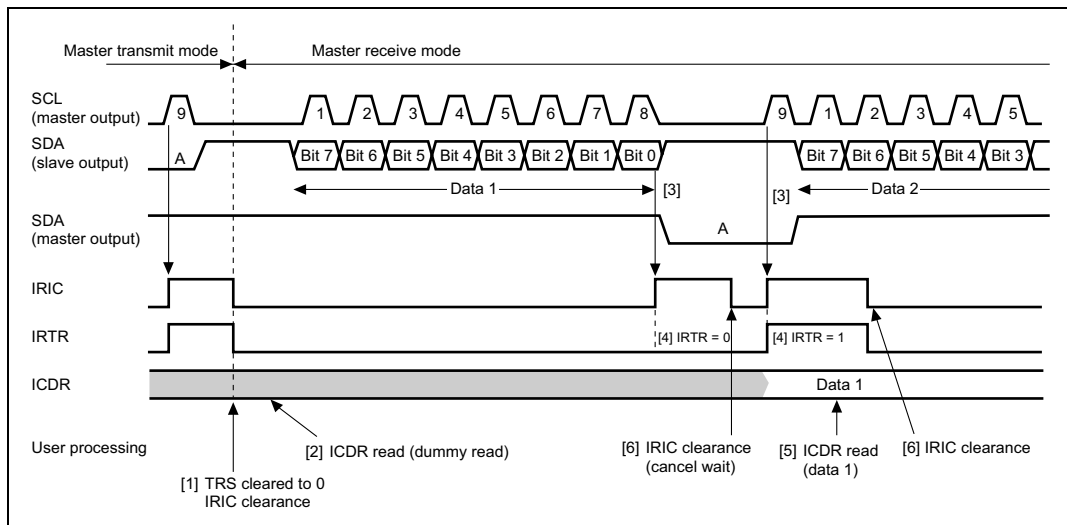 Master transmit mode Master receive mode
SCL
(master output)
9 1 2 3 4 5 6 7 8 9 1 2 3 4 5
SDA
(slave output)
A Bit 7 Bit 6 Bit 5 Bit 4 Bit 3 Bit 2 Bit 1 Bit 0 Bit 7 Bit 6 Bit 5 Bit 4 Bit 3
Data 1 [3] [3] Data 2
SDA
(master output)
A
IRIC
IRTR
[4] IRTR = 0 [4] IRTR = 1
ICDR
Data 1
User processing
[2] ICDR read (dummy read)
[6] IRIC clearance
(cancel wait)
[5] ICDR read
(data 1)
[6] IRIC clearance
[1] TRS cleared to 0
IRIC clearance